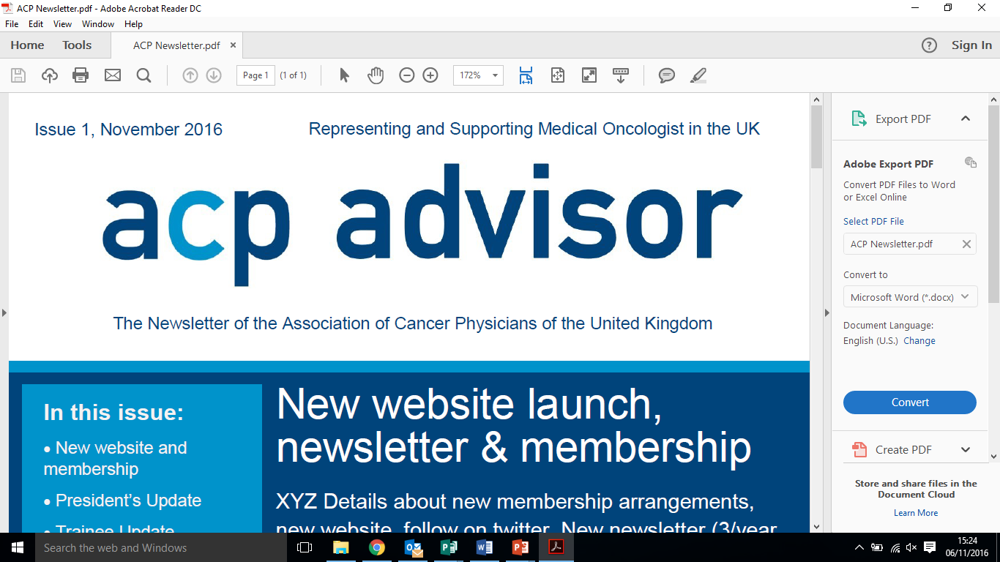 ACP Newsletter.pdf - Adobe Acrobat Reader DC
File Edit View Window Help
Home Tools ACP Newsletter.pdf × Sign In
Page 1 (1 of 1) 172%
Issue 1, November 2016 Representing and Supporting Medical Oncologist in the UK
acp advisor
The Newsletter of the Association of Cancer Physicians of the United Kingdom
In this issue:
• New website and
membership
• President's Update
• Trainee Update
New website launch,
newsletter & membership
XYZ Details about new membership arrangements,
new website, follow on twitter. New newsletter (3/year
Export PDF
Adobe Export PDF
Convert PDF Files to Word
or Excel Online
Select PDF File
ACP Newsletter.pdf
Convert to
Microsoft Word (*.docx)
Document Language:
English (U.S.) Change
Convert
Create PDF
Store and share files in the
Document Cloud
Learn More
Search the web and Windows
15:24
06/11/2016